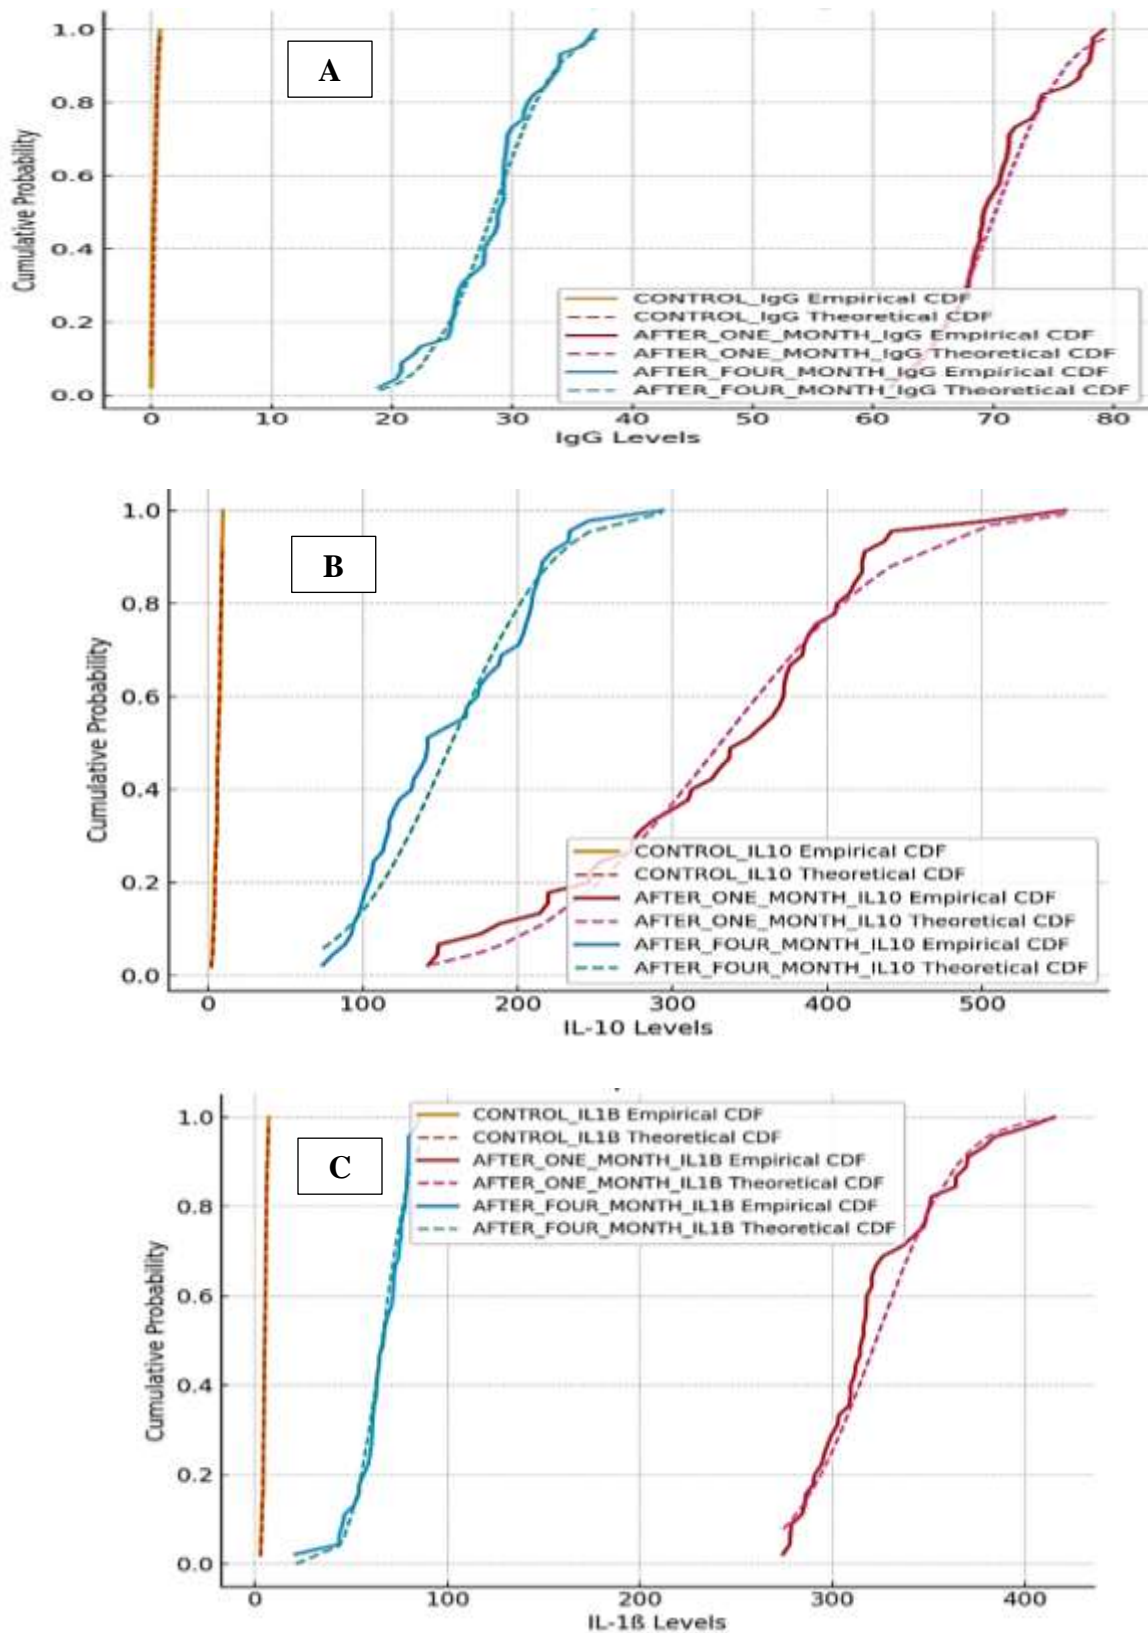 1.0
A
0.8
0.6
0.4
0.2
0.0
Cumulative Probability
CONTROL_IgG Empirical CDF
CONTROL_IgG Theoretical CDF
AFTER_ONE_MONTH_IgG Empirical CDF
AFTER_ONE_MONTH_IgG Theoretical CDF
AFTER_FOUR_MONTH_IgG Empirical CDF
AFTER_FOUR_MONTH_IgG Theoretical CDF
0 10 20 30 40 50 60 70 80
IgG Levels
1.0
B
0.8
0.6
0.4
0.2
0.0
Cumulative Probability
CONTROL_IL10 Empirical CDF
CONTROL_IL10 Theoretical CDF
AFTER_ONE_MONTH_IL10 Empirical CDF
AFTER_ONE_MONTH_IL10 Theoretical CDF
AFTER_FOUR_MONTH_IL10 Empirical CDF
AFTER_FOUR_MONTH_IL10 Theoretical CDF
0 100 200 300 400 500
IL-10 Levels
1.0
C
0.8
0.6
0.4
0.2
0.0
Cumulative Probability
CONTROL_IL1B Empirical CDF
CONTROL_IL1B Theoretical CDF
AFTER_ONE_MONTH_IL1B Empirical CDF
AFTER_ONE_MONTH_IL1B Theoretical CDF
AFTER_FOUR_MONTH_IL1B Empirical CDF
AFTER_FOUR_MONTH_IL1B Theoretical CDF
0 100 200 300 400
IL-1ß Levels